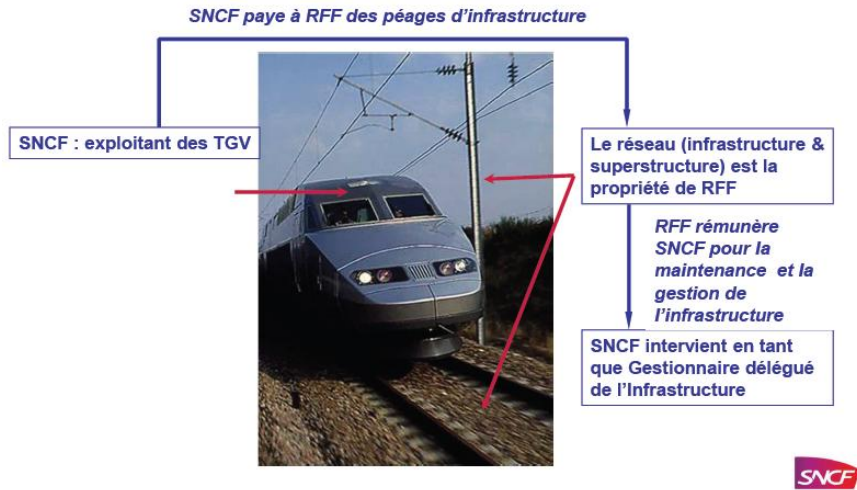 SNCF paye à RFF des péages d'infrastructure
SNCF : exploitant des TGV
Le réseau (infrastructure &
superstructure) est la
propriété de RFF
RFF rémunère
SNCF pour la
maintenance et la
gestion de
l'infrastructure
SNCF intervient en tant
que Gestionnaire délégué
de l'Infrastructure
SNCF